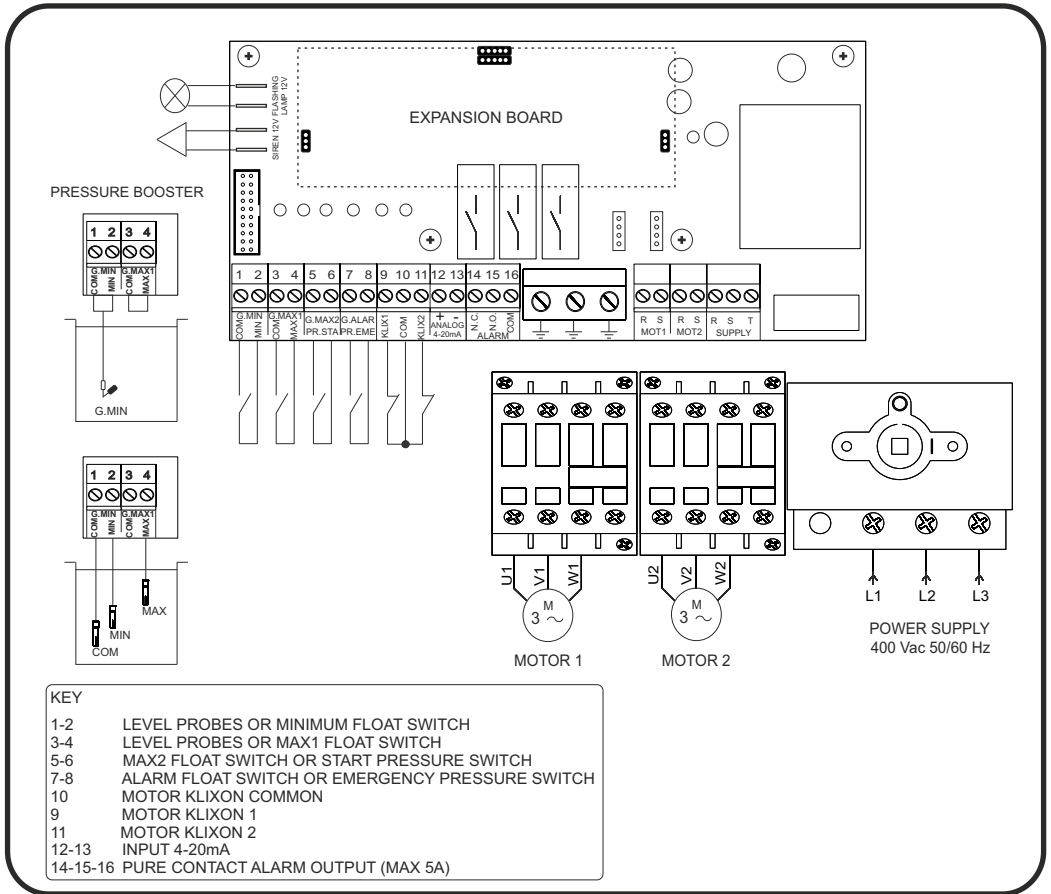 FLASHING
LAMP 12V
SIREN 12V
EXPANSION BOARD
PRESSURE BOOSTER
1 2 3 4
G.MIN G.MAX1
COM MIN COM MAX1
G.MIN
1 2 3 4 5 6 7 8 9 10 11 12 13 14 15 16
G.MIN G.MAX1 G.MAX2 G.ALAR + -
COM MIN COM MAX1 PR.STA PR.EME KLIX1 COM KLIX2 ANALOG N.C. N.O. COM
4-20mA ALARM
R S R S R S T
MOT1 MOT2 SUPPLY
1 2 3 4
G.MIN G.MAX1
COM MIN COM MAX1
MAX
MIN
COM
U1 V1 W1
M
3 ~
MOTOR 1
U2 V2 W2
M
3 ~
MOTOR 2
L1 L2 L3
POWER SUPPLY
400 Vac 50/60 Hz
KEY
1-2 LEVEL PROBES OR MINIMUM FLOAT SWITCH
3-4 LEVEL PROBES OR MAX1 FLOAT SWITCH
5-6 MAX2 FLOAT SWITCH OR START PRESSURE SWITCH
7-8 ALARM FLOAT SWITCH OR EMERGENCY PRESSURE SWITCH
10 MOTOR KLIXON COMMON
9 MOTOR KLIXON 1
11 MOTOR KLIXON 2
12-13 INPUT 4-20mA
14-15-16 PURE CONTACT ALARM OUTPUT (MAX 5A)